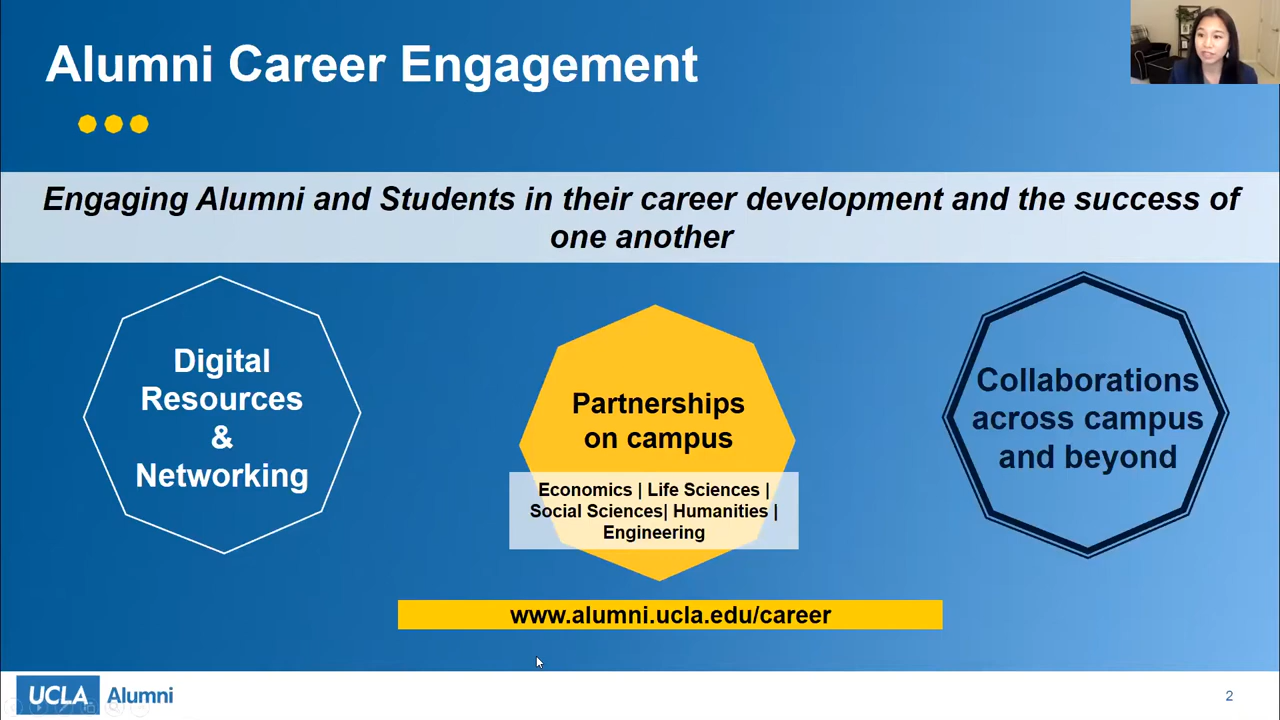 Alumni Career Engagement
Engaging Alumni and Students in their career development and the success of
one another
Digital
Resources
&
Networking
Partnerships
on campus
Economics | Life Sciences |
Social Sciences| Humanities |
Engineering
Collaborations
across campus
and beyond
www.alumni.ucla.edu/career
UCLA Alumni
2